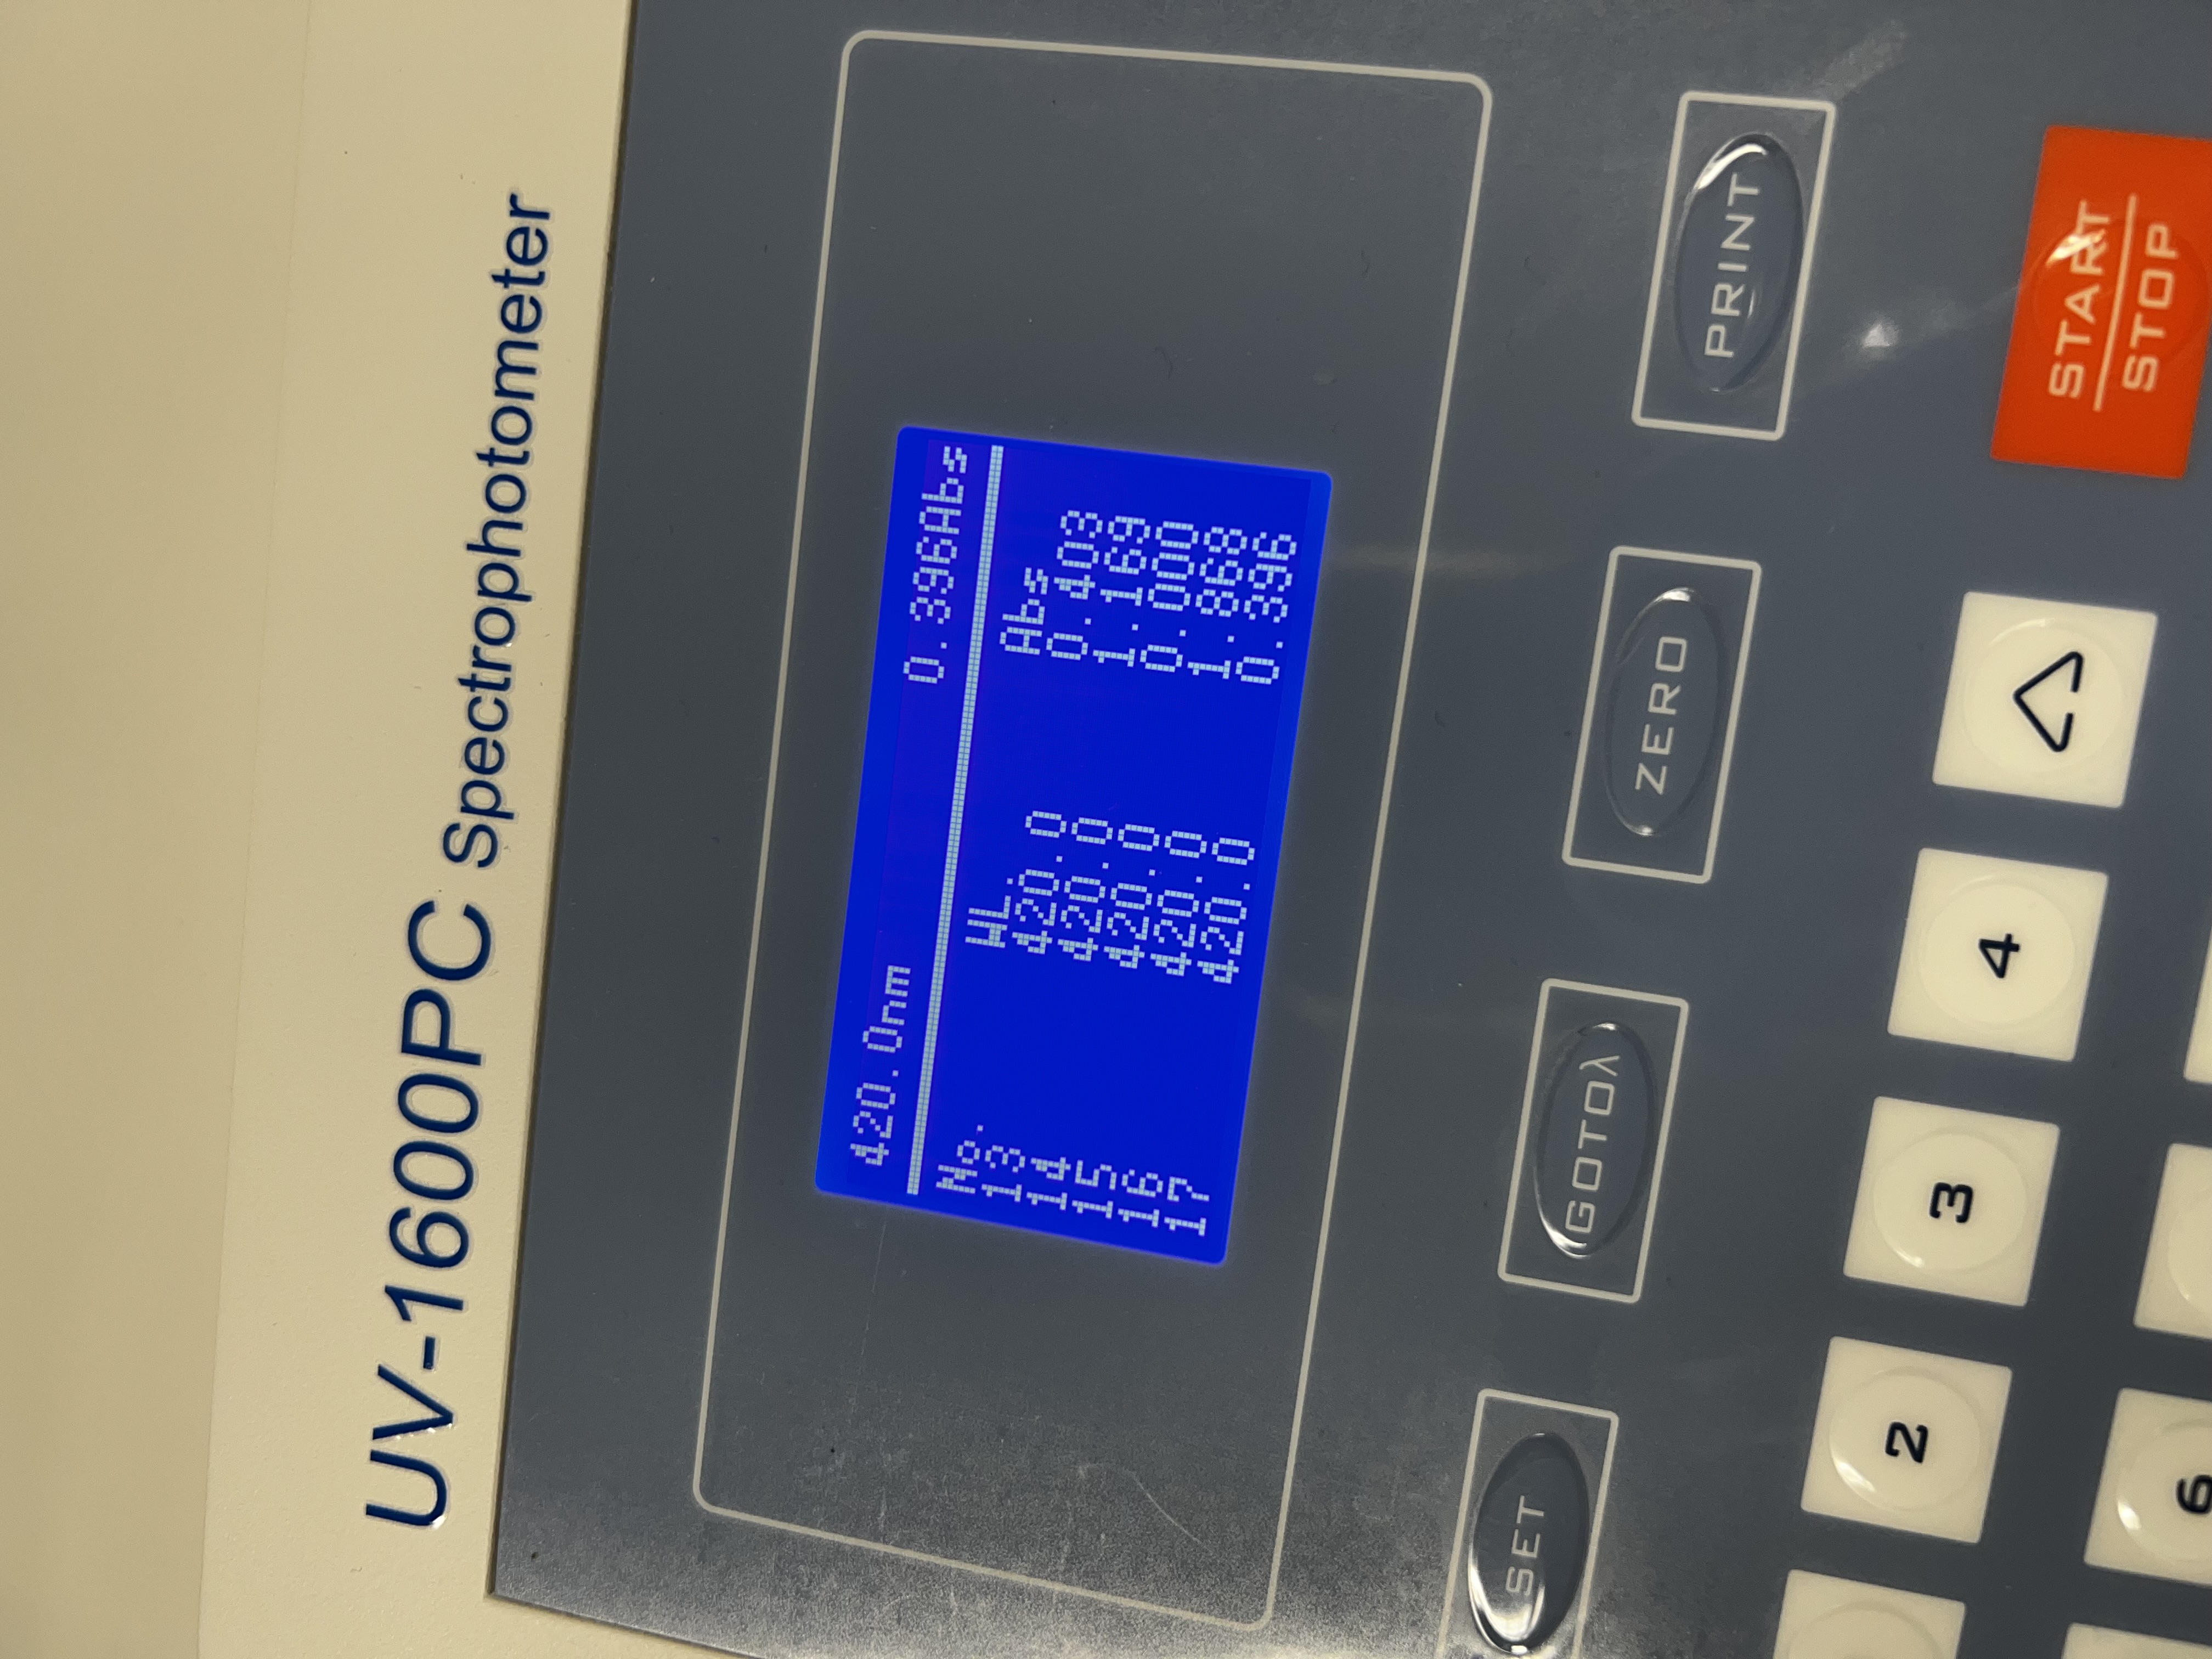 UV-1600PC Spectrophotometer
420.0nm 0.396Abs
No. WL. Abs
13 420.0 0.403
14 420.0 1.169
15 420.0 0.000
16 420.0 1.868
17 420.0 0.396
SET GOTOλ ZERO PRINT
2 3 4
START
STOP
6